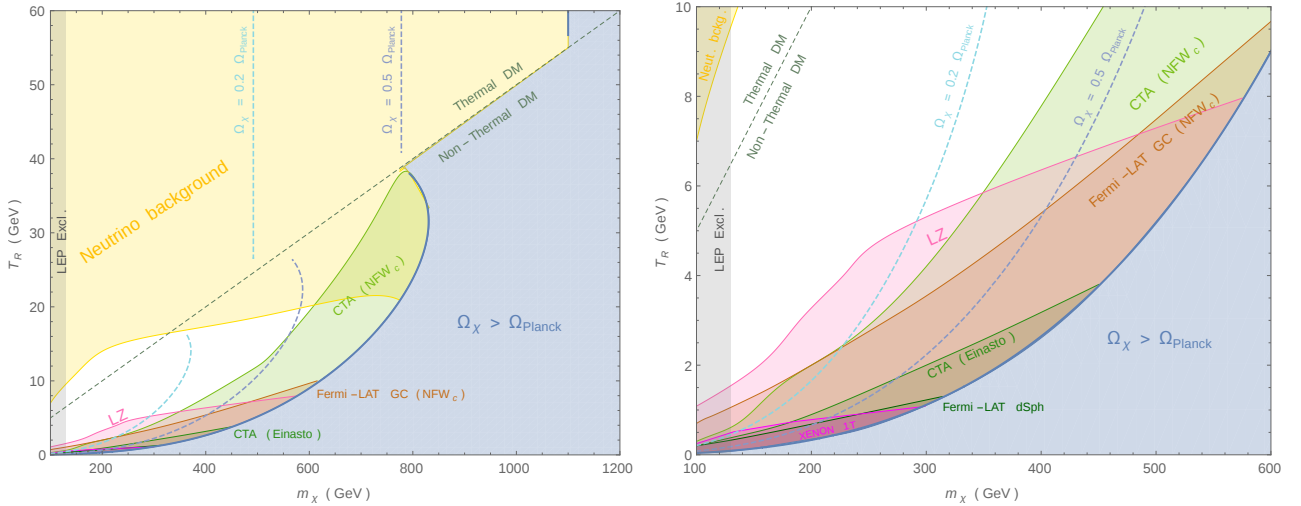 60
50
40
30
20
10
0
T_R (GeV)
LEP Excl.
Neutrino background
Ω_χ = 0.2 Ω_Planck
Ω_χ = 0.5 Ω_Planck
Thermal DM
Non-Thermal DM
CTA (NFW_c)
Ω_χ > Ω_Planck
LZ
Fermi-LAT GC (NFW_c)
CTA (Einasto)
200 400 600 800 1000 1200
m_χ (GeV)
10
8
6
4
2
0
T_R (GeV)
Neut. bckg.
LEP Excl.
Thermal DM
Non-Thermal DM
Ω_χ = 0.2 Ω_Planck
Ω_χ = 0.5 Ω_Planck
CTA (NFW_c)
Fermi-LAT GC (NFW_c)
LZ
Ω_χ > Ω_Planck
CTA (Einasto)
Fermi-LAT dSph
XENON 1T
100 200 300 400 500 600
m_χ (GeV)